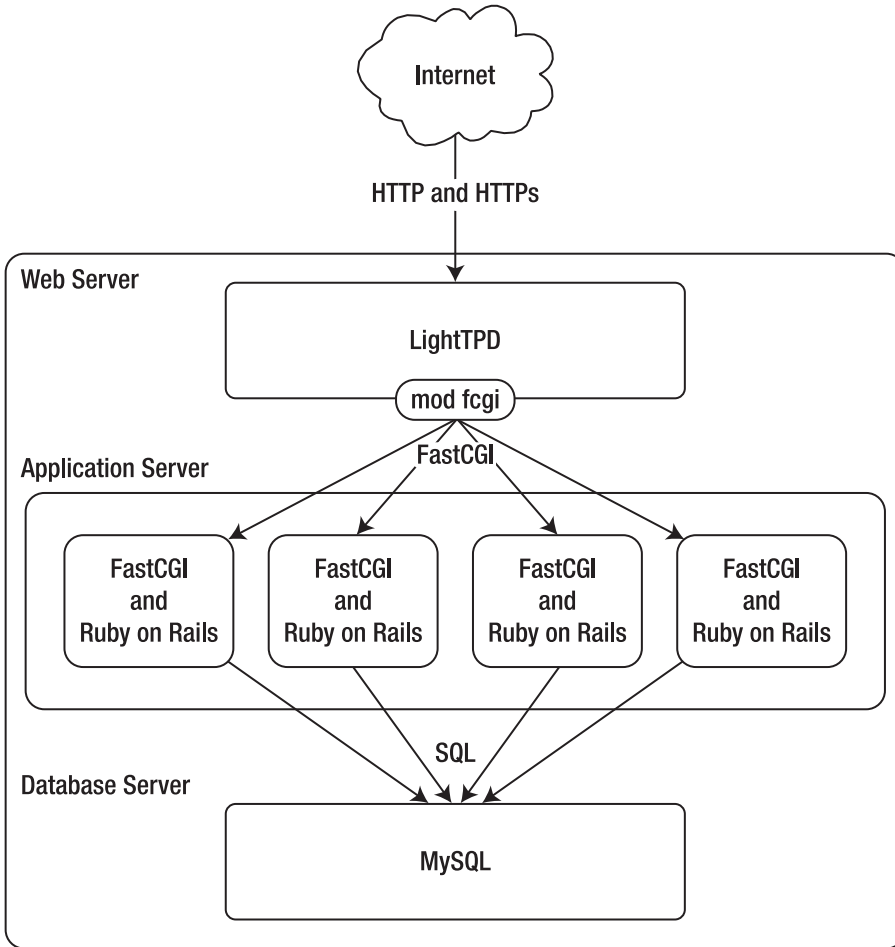 Internet
HTTP and HTTPs
Web Server
LightTPD
mod fcgi
FastCGI
Application Server
FastCGI
and
Ruby on Rails
FastCGI
and
Ruby on Rails
FastCGI
and
Ruby on Rails
FastCGI
and
Ruby on Rails
SQL
Database Server
MySQL